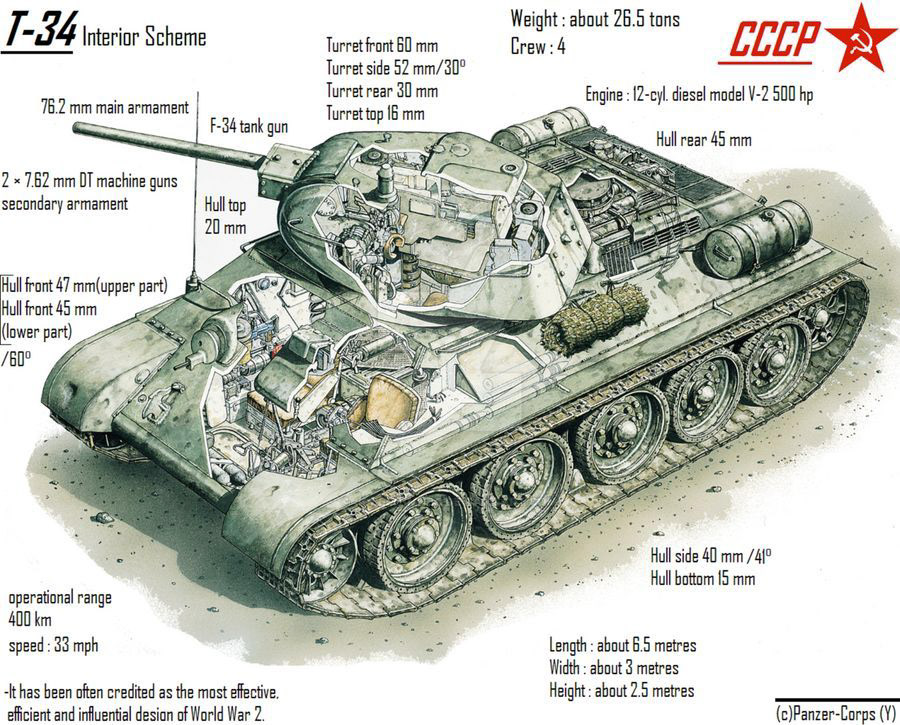 T-34 Interior Scheme
Weight : about 26.5 tons
Crew : 4
CCCP
Turret front 60 mm
Turret side 52 mm/30º
Turret rear 30 mm
Turret top 16 mm
Engine : 12-cyl. diesel model V-2 500 hp
76.2 mm main armament
F-34 tank gun
Hull rear 45 mm
2 × 7.62 mm DT machine guns
secondary armament
Hull top
20 mm
Hull front 47 mm(upper part)
Hull front 45 mm
(lower part)
/60º
Hull side 40 mm /41º
Hull bottom 15 mm
operational range
400 km
speed : 33 mph
Length : about 6.5 metres
Width : about 3 metres
Height : about 2.5 metres
-It has been often credited as the most effective,
efficient and influential desion of World War 2.
(c)Panzer-Corps (Y)